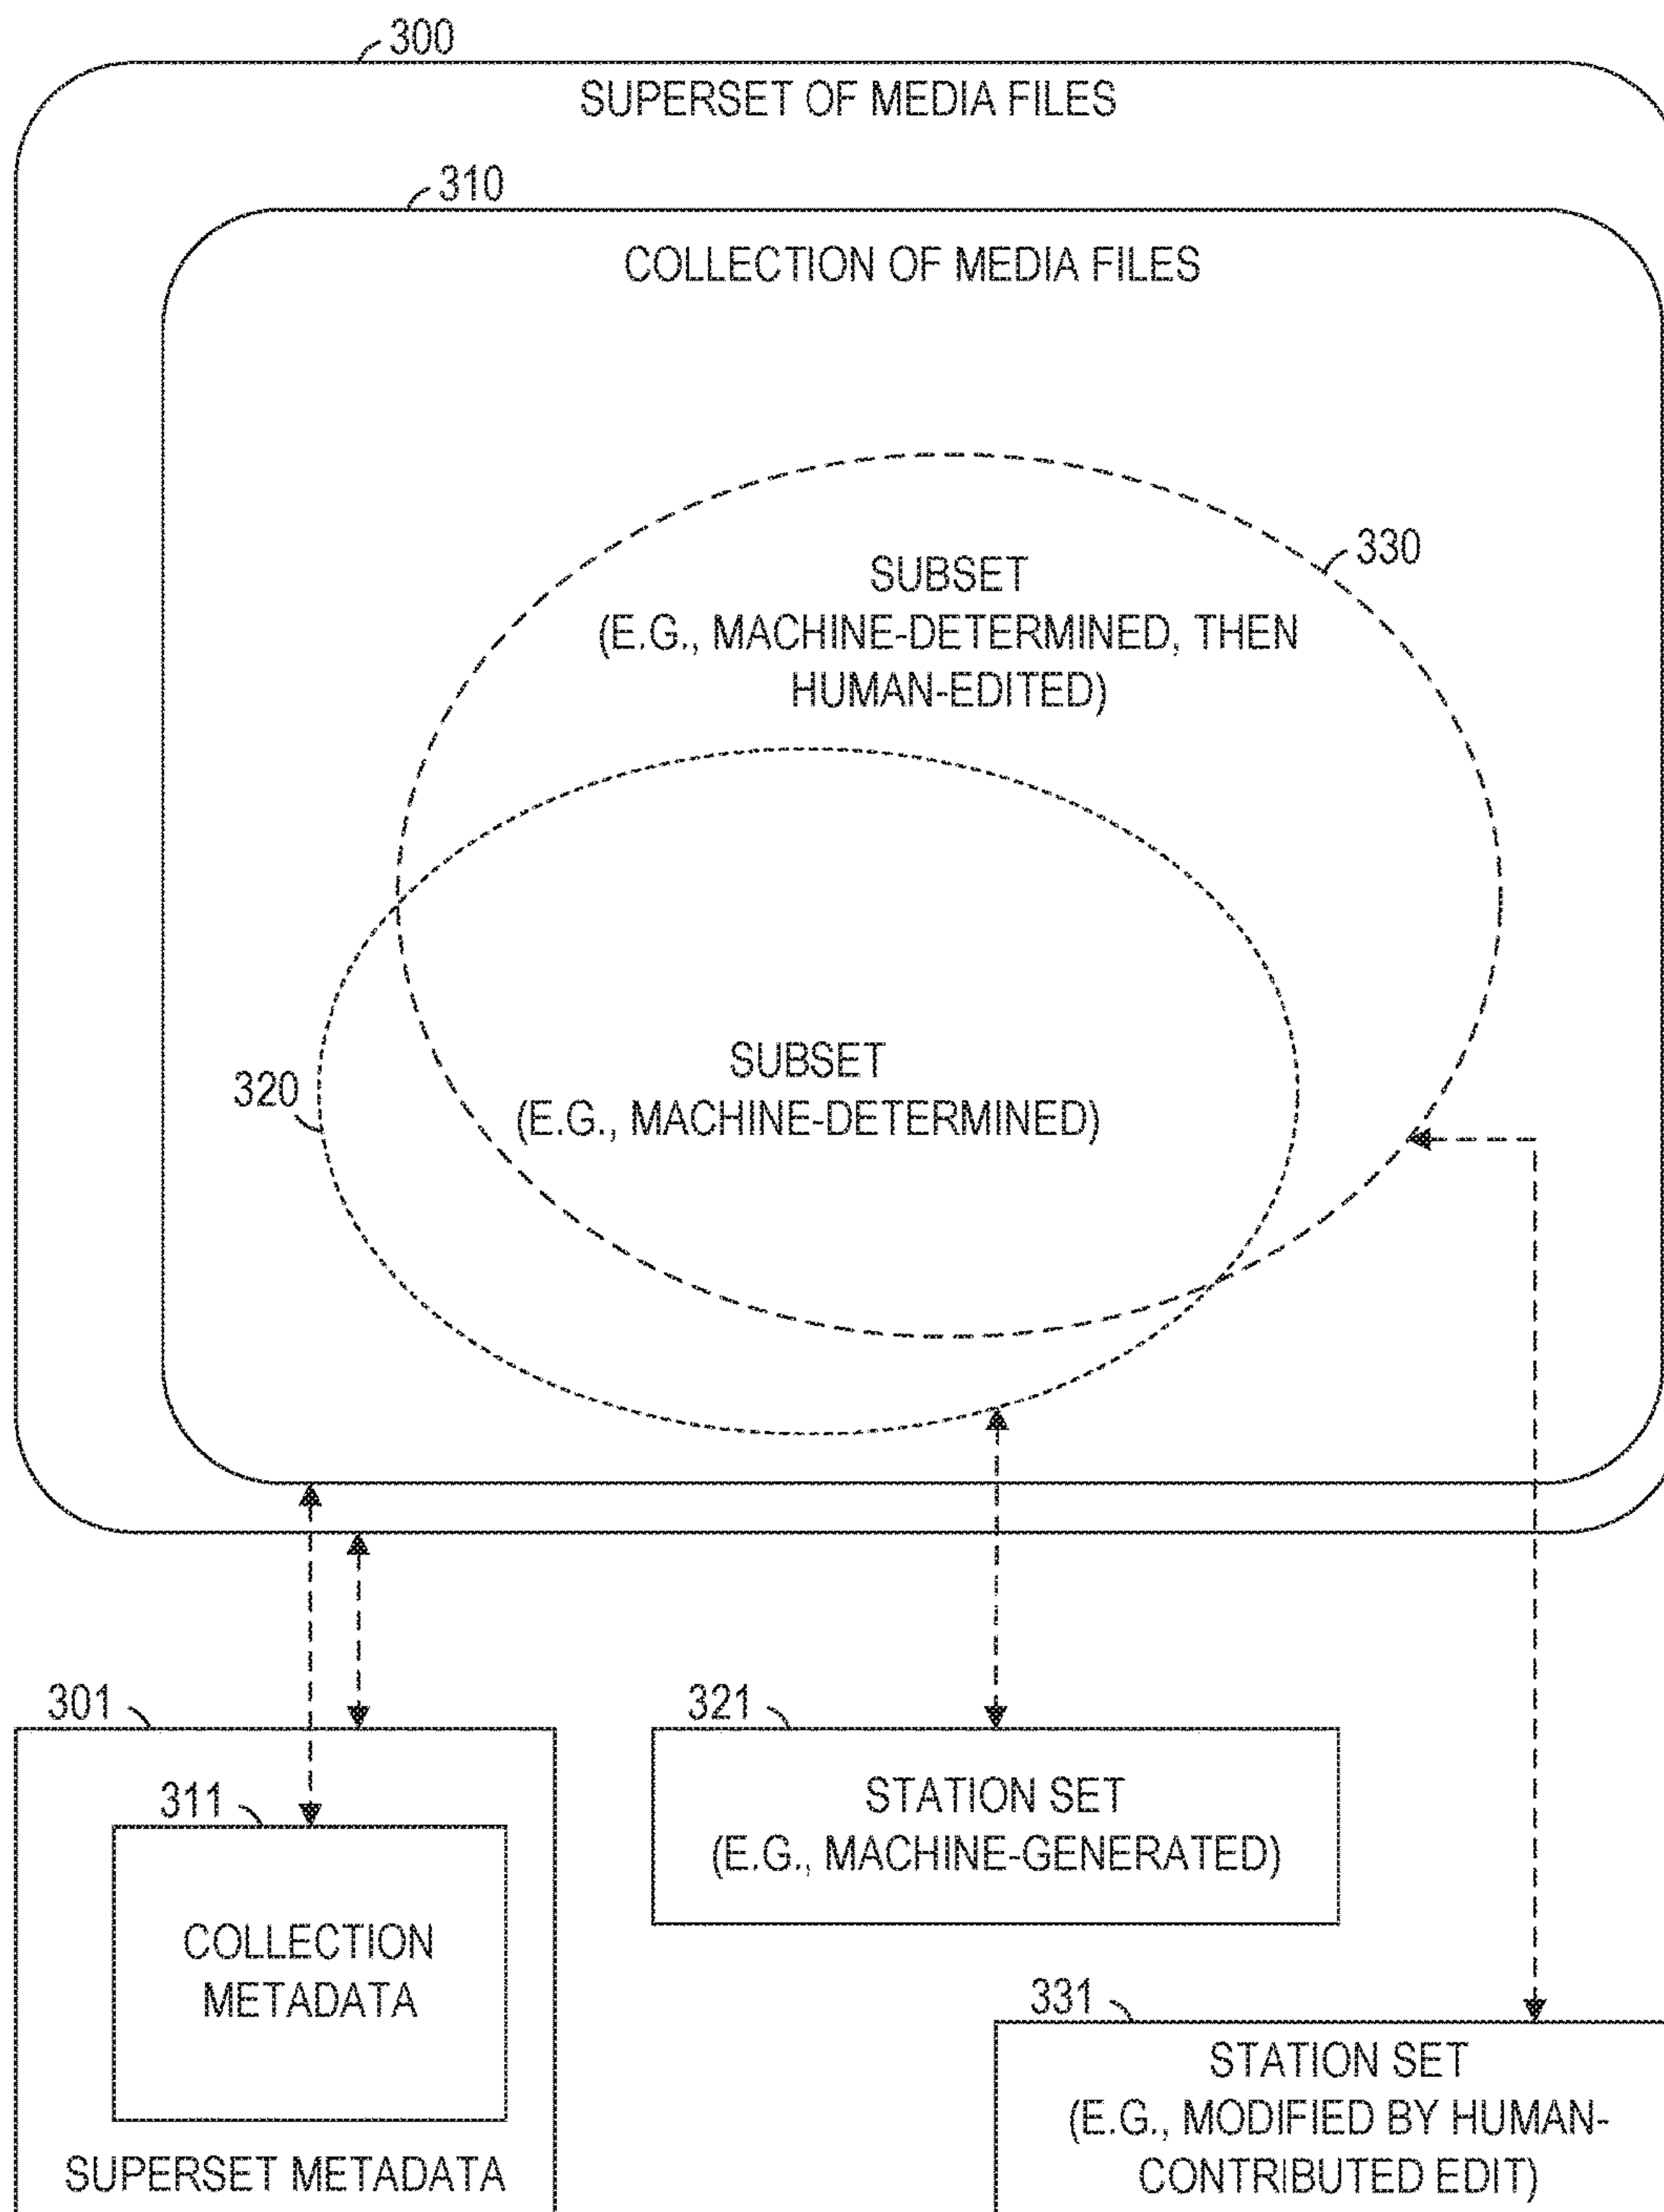 300
SUPERSET OF MEDIA FILES
310
COLLECTION OF MEDIA FILES
330
SUBSET
(E.G., MACHINE-DETERMINED, THEN
HUMAN-EDITED)
320
SUBSET
(E.G., MACHINE-DETERMINED)
301
311
COLLECTION
METADATA
SUPERSET METADATA
321
STATION SET
(E.G., MACHINE-GENERATED)
331
STATION SET
(E.G., MODIFIED BY HUMAN-
CONTRIBUTED EDIT)